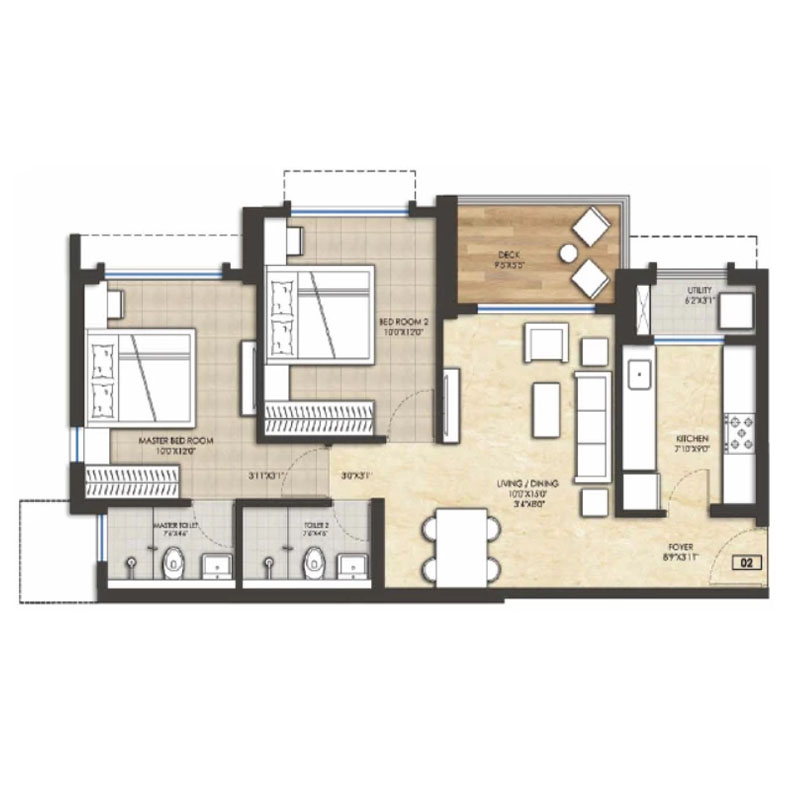 DECK
9'5"X5'5"
UTILITY
6'2"X3'1"
BED ROOM 2
10'0"X12'0"
MASTER BED ROOM
10'0"X12'0"
KITCHEN
7'10"X9'0"
3'11"X3'1"
3'0"X3'1"
LIVING / DINING
10'0"X15'0"
3'4"X8'0"
MASTER TOILET
7'6"X4'6"
TOILET 2
7'6"X4'6"
FOYER
8'9"X3'11"
02